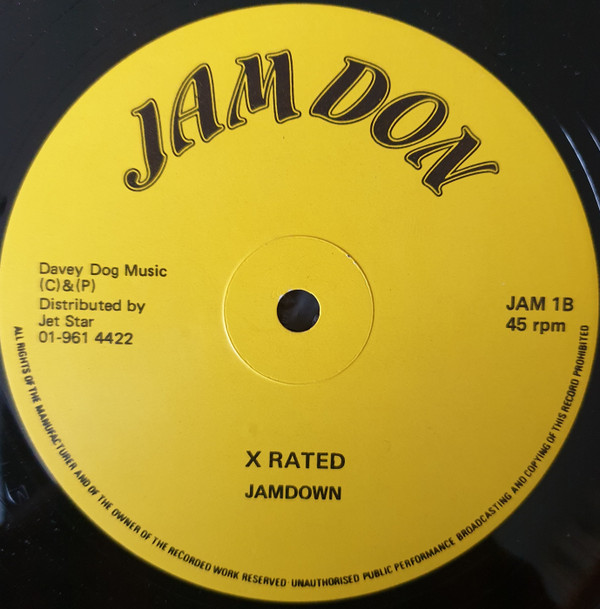 JAM DON
Davey Dog Music
(C)&(P)
Distributed by
Jet Star
01-961 4422
JAM 1B
45 rpm
X RATED
JAMDOWN
ALL RIGHTS OF THE MANUFACTURER AND OF THE OWNER OF THE RECORDED WORK RESERVED UNAUTHORISED PUBLIC PERFORMANCE BROADCASTING AND COPYING OF THIS RECORD PROHIBITED